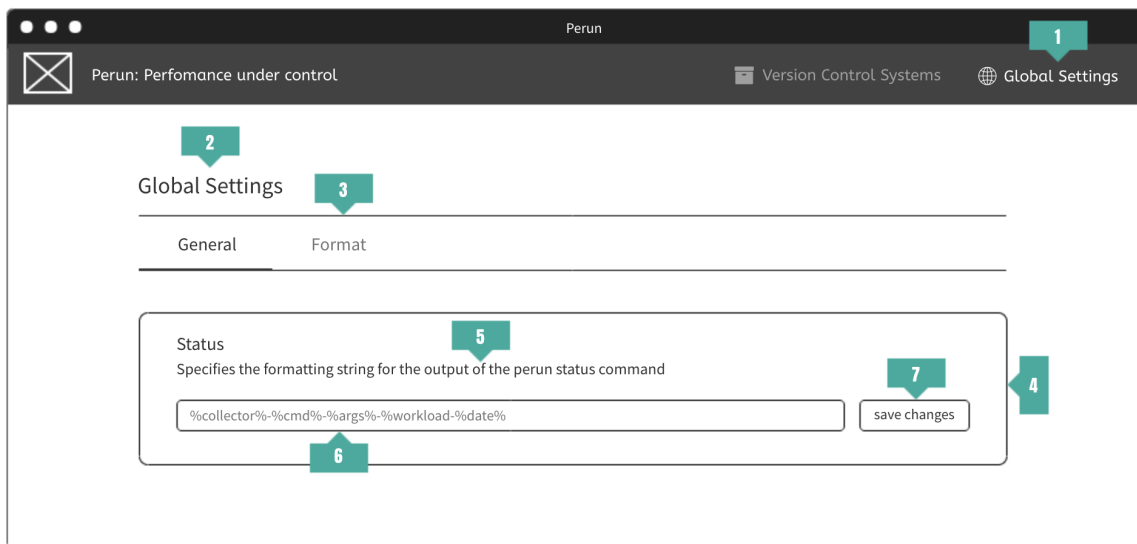 Perun
1
Perun: Perfomance under control
Version Control Systems
Global Settings
2
Global Settings
3
General
Format
Status
5
Specifies the formatting string for the output of the perun status command
7
4
%collector%-%cmd%-%args%-%workload-%date%
save changes
6